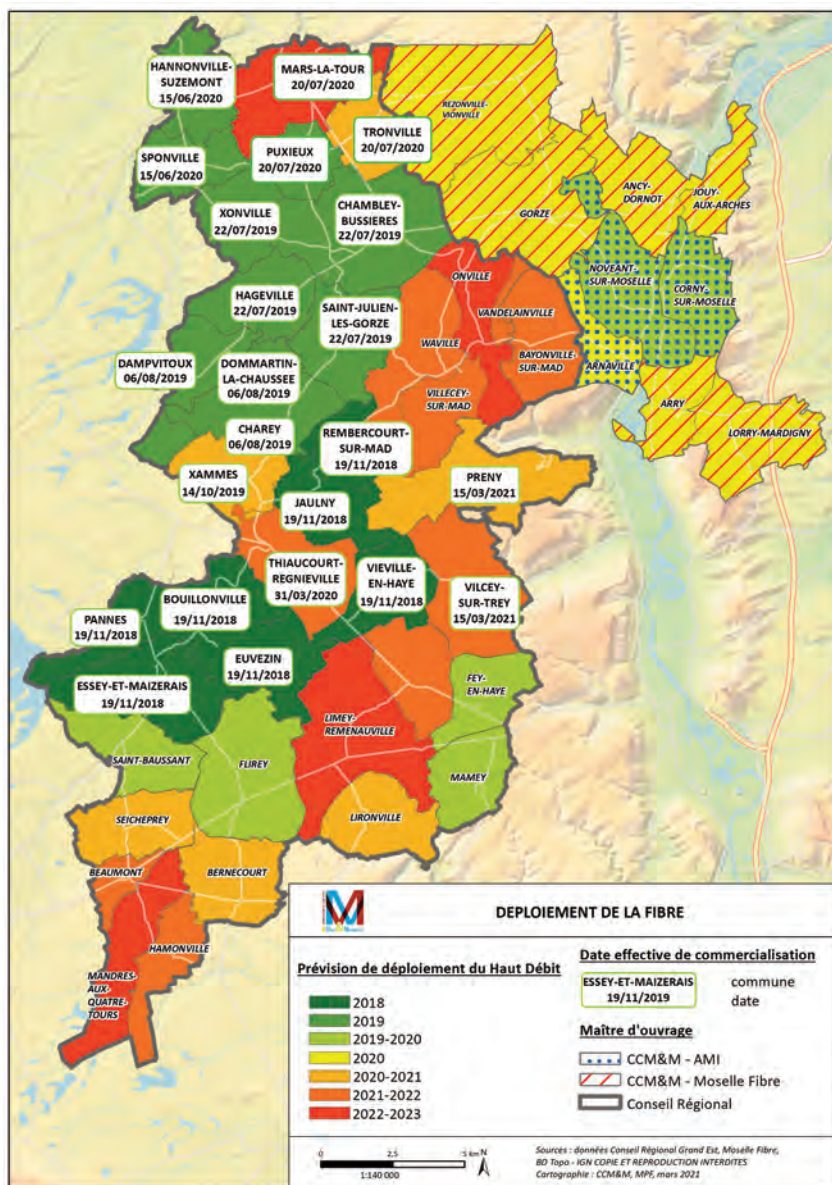 HANNONVILLE-
SUZEMONT
15/06/2020
MARS-LA-TOUR
20/07/2020
TRONVILLE
20/07/2020
REZONVILLE-
VIONVILLE
SPONVILLE
15/06/2020
PUXIEUX
20/07/2020
ANCY-
DORNOT
JOUY-
AUX-ARCHES
XONVILLE
22/07/2019
CHAMBLEY-
BUSSIERES
22/07/2019
GORZE
NOVEANT-
SUR-MOSELLE
CORNY-
SUR-MOSELLE
ONVILLE
VANDELAINVILLE
HAGEVILLE
22/07/2019
SAINT-JULIEN-
LES-GORZE
22/07/2019
WAVILLE
BAYONVILLE-
SUR-MAD
ARNAVILLE
DAMPVITOUX
06/08/2019
DOMMARTIN-
LA-CHAUSSEE
06/08/2019
VILLECEY-
SUR-MAD
ARRY
LORRY-MARDIGNY
CHAREY
06/08/2019
REMBERCOURT-
SUR-MAD
19/11/2018
XAMMES
14/10/2019
PRENY
15/03/2021
JAULNY
19/11/2018
THIAUCOURT-
REGNIEVILLE
31/03/2020
VIEVILLE-
EN-HAYE
19/11/2018
VILCEY-
SUR-TREY
15/03/2021
BOUILLONVILLE
19/11/2018
PANNES
19/11/2018
EUVEZIN
19/11/2018
ESSEY-ET-MAIZERAIS
19/11/2018
FEY-
EN-HAYE
LIMEY-
REMENAUVILLE
SAINT-BAUSSANT
FLIREY
MAMEY
SEICHEPREY
LIRONVILLE
BEAUMONT
BERNECOURT
HAMONVILLE
MANDRES-
AUX-
QUATRE-
TOURS
DEPLOIEMENT DE LA FIBRE
Prévision de déploiement du Haut Débit
2018
2019
2019-2020
2020
2020-2021
2021-2022
2022-2023
Date effective de commercialisation
ESSEY-ET-MAIZERAIS
19/11/2019
commune
date
Maître d'ouvrage
CCM&M - AMI
CCM&M - Moselle Fibre
Conseil Régional
0 2,5 5 km
1:140 000
N
Sources : données Conseil Régional Grand Est, Moselle Fibre,
BD Topo - IGN COPIE ET REPRODUCTION INTERDITES
Cartographie : CCM&M, MPF, mars 2021